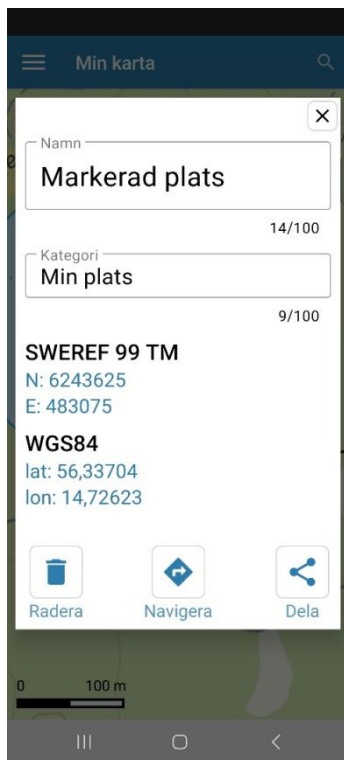 Min karta
Namn
Markerad plats
14/100
Kategori
Min plats
9/100
SWEREF 99 TM
N: 6243625
E: 483075
WGS84
lat: 56,33704
lon: 14,72623
Radera Navigera Dela
0 100 m